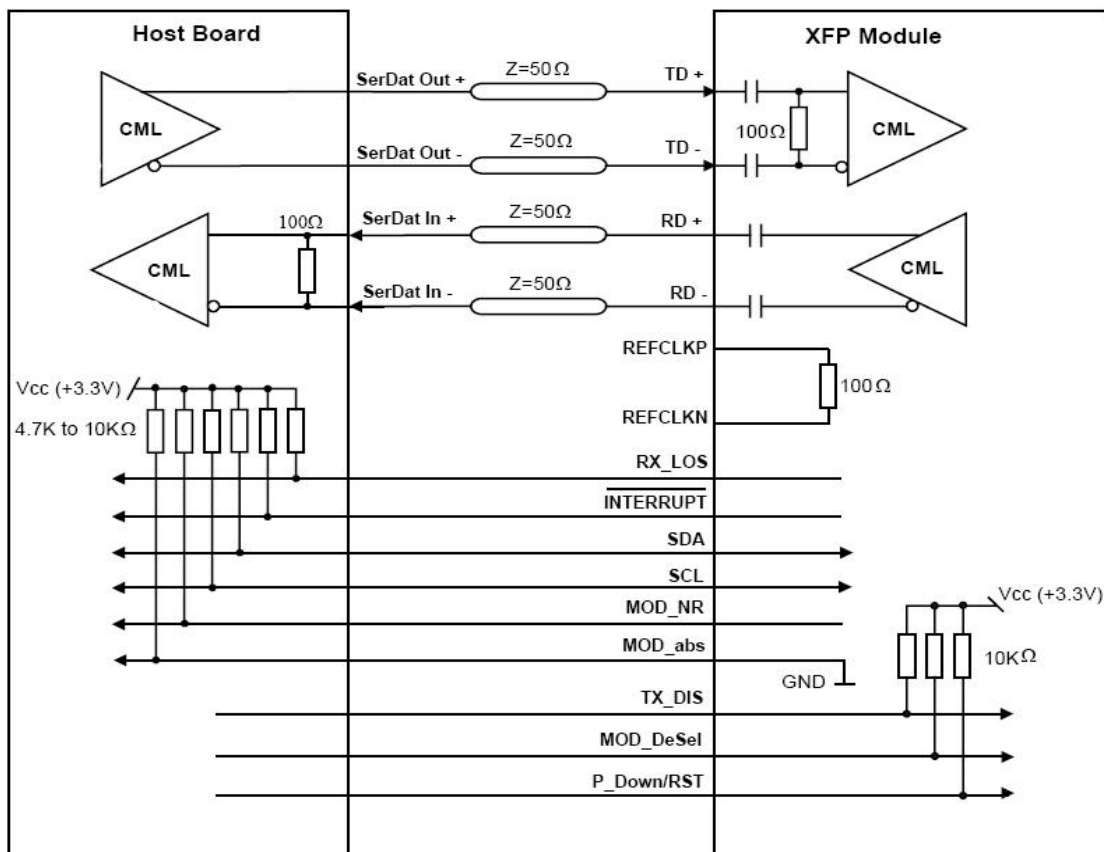 Host Board
XFP Module
SerDat Out +
Z=50Ω
TD +
CML
100Ω
CML
SerDat Out -
Z=50Ω
TD -
100Ω
SerDat In +
Z=50Ω
RD +
CML
CML
SerDat In -
Z=50Ω
RD -
REFCLKP
Vcc (+3.3V)
100Ω
4.7K to 10KΩ
REFCLKN
RX_LOS
INTERRUPT
SDA
SCL
Vcc (+3.3V)
MOD_NR
MOD_abs
10KΩ
GND
TX_DIS
MOD_DeSel
P_Down/RST